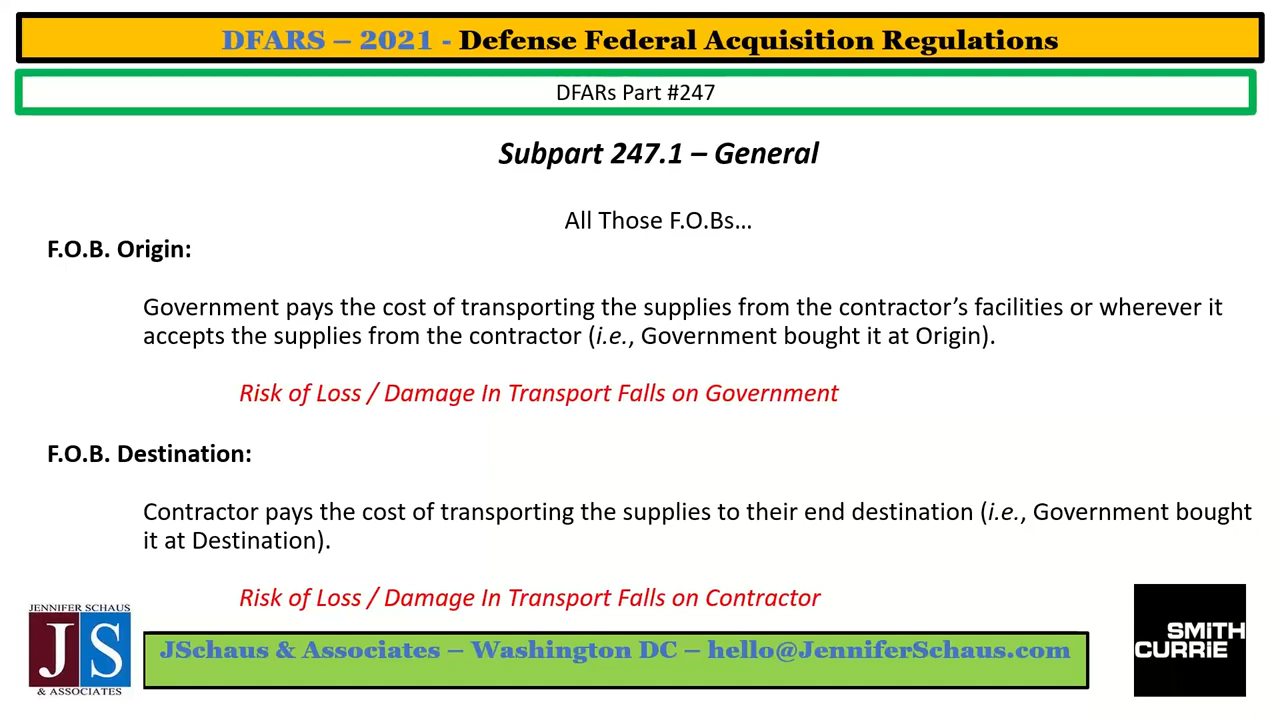 DFARS – 2021 - Defense Federal Acquisition Regulations
DFARs Part #247
Subpart 247.1 – General
All Those F.O.Bs…
F.O.B. Origin:
Government pays the cost of transporting the supplies from the contractor’s facilities or wherever it
accepts the supplies from the contractor (i.e., Government bought it at Origin).
Risk of Loss / Damage In Transport Falls on Government
F.O.B. Destination:
Contractor pays the cost of transporting the supplies to their end destination (i.e., Government bought
it at Destination).
Risk of Loss / Damage In Transport Falls on Contractor
JENNIFER SCHAUS
JS
& ASSOCIATES
JSchaus & Associates – Washington DC – hello@JenniferSchaus.com
SMITH
CURRIE